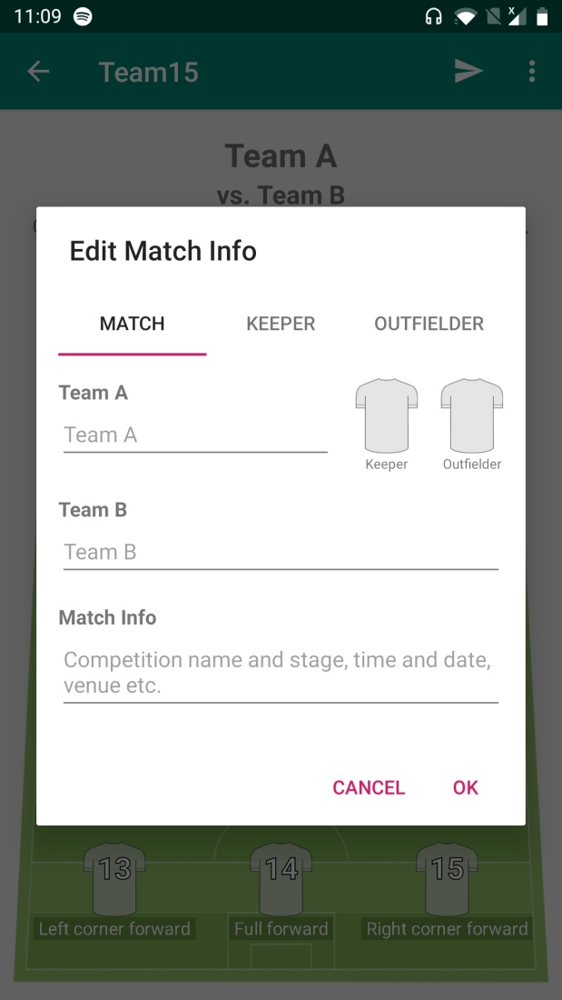 11:09
Team15
Team A
vs. Team B
Edit Match Info
MATCH KEEPER OUTFIELDER
Team A
Team A
Keeper Outfielder
Team B
Team B
Match Info
Competition name and stage, time and date,
venue etc.
CANCEL OK
13 14 15
Left corner forward Full forward Right corner forward